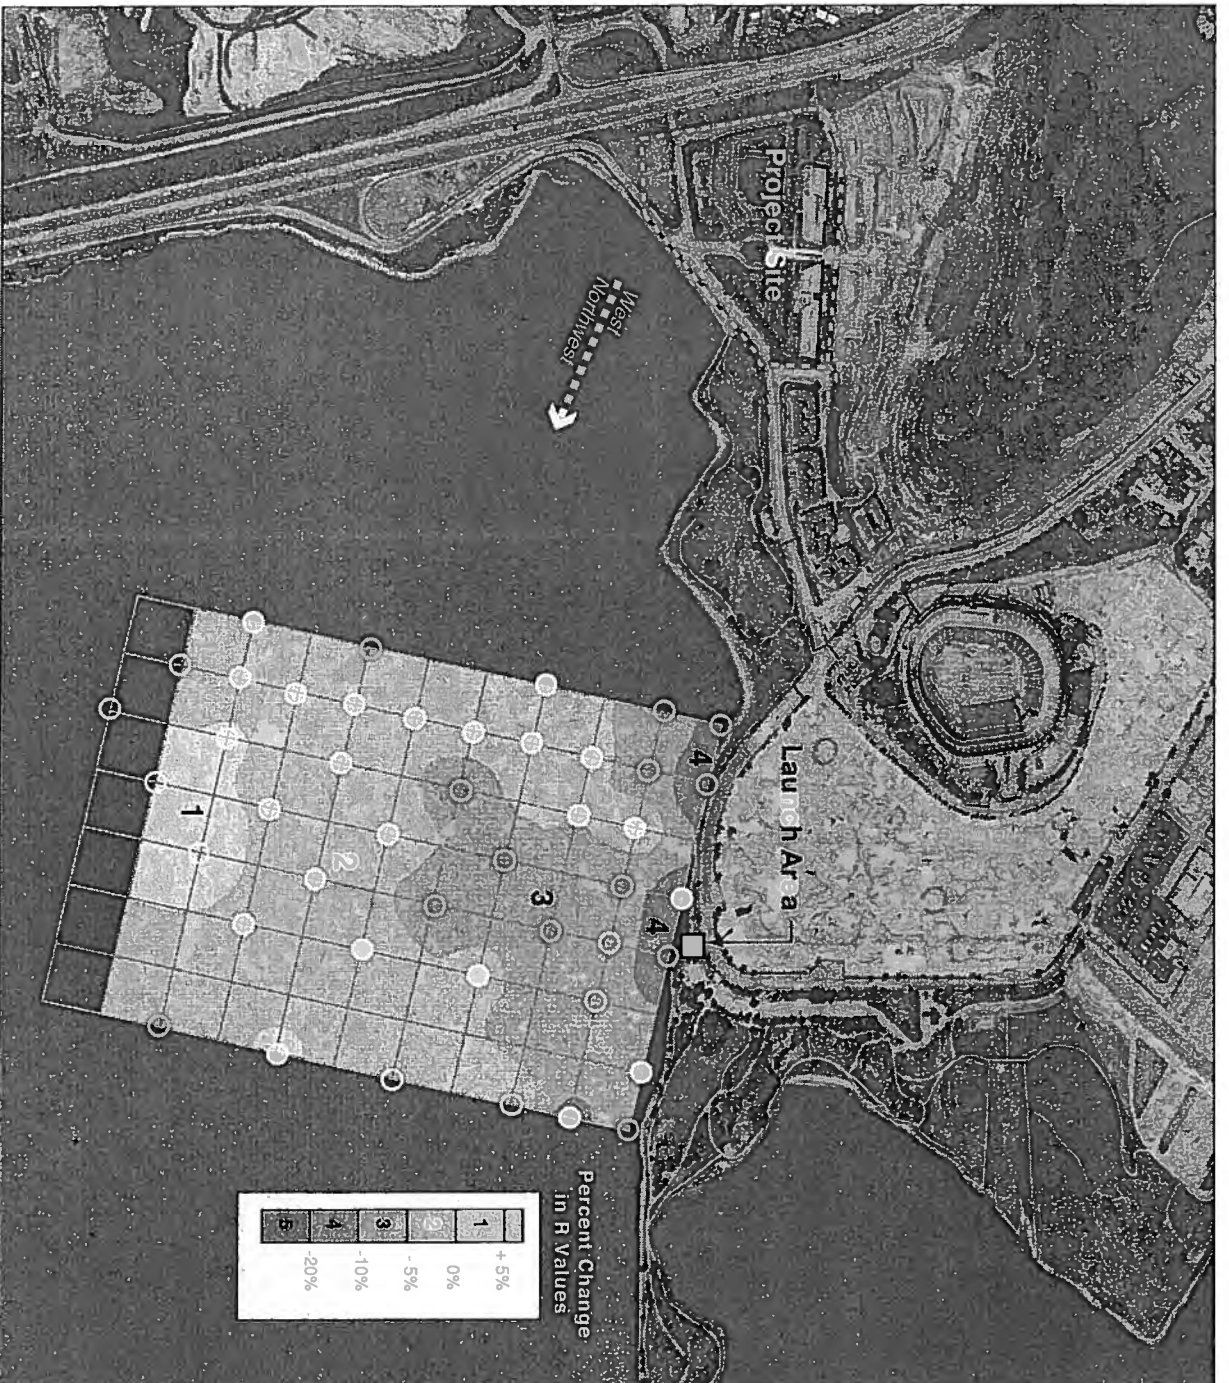 Project Site
West
Northwest
Launch Area
4
4
3
2
1
Percent Change
in R Values
1
2
3
4
5
+ 5%
0%
- 5%
-10%
-20%